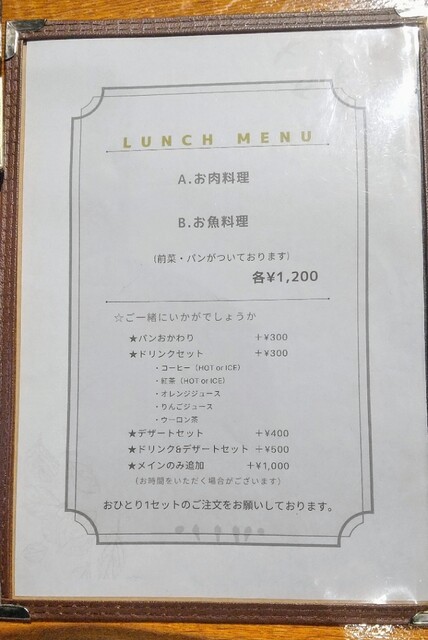 LUNCH MENU
A.お肉料理
B.お魚料理
(前菜・パンがついております)
各¥1,200
☆ご一緒にいかがでしょうか
★パンおかわり +¥300
★ドリンクセット +¥300
・コーヒー（HOT or ICE）
・紅茶（HOT or ICE）
・オレンジジュース
・りんごジュース
・ウーロン茶
★デザートセット +¥400
★ドリンク&デザートセット +¥500
★メインのみ追加 +¥1,000
（お時間をいただく場合がございます）
おひとり1セットのご注文をお願いしております。